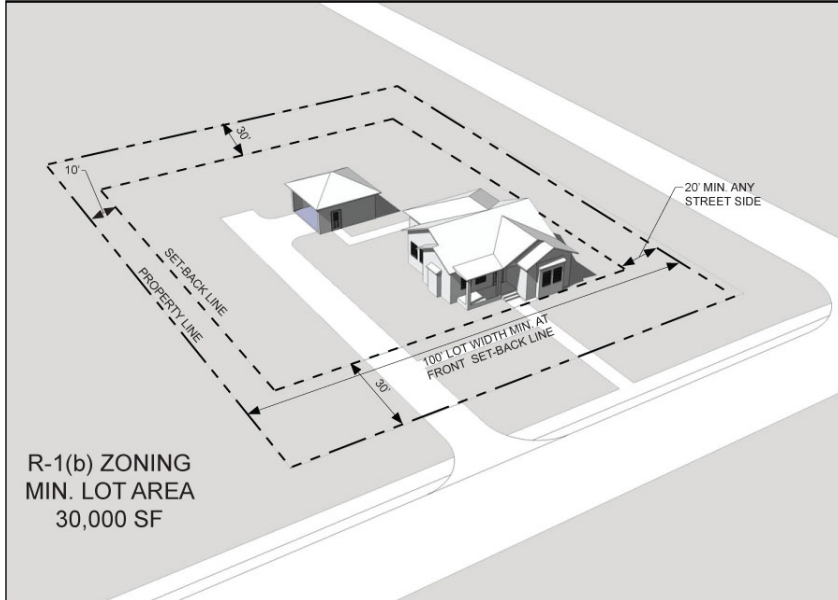 30'
10'
20' MIN. ANY
STREET SIDE
SET-BACK LINE
PROPERTY LINE
100' LOT WIDTH MIN. AT
FRONT SET-BACK LINE
30'
R-1(b) ZONING
MIN. LOT AREA
30,000 SF